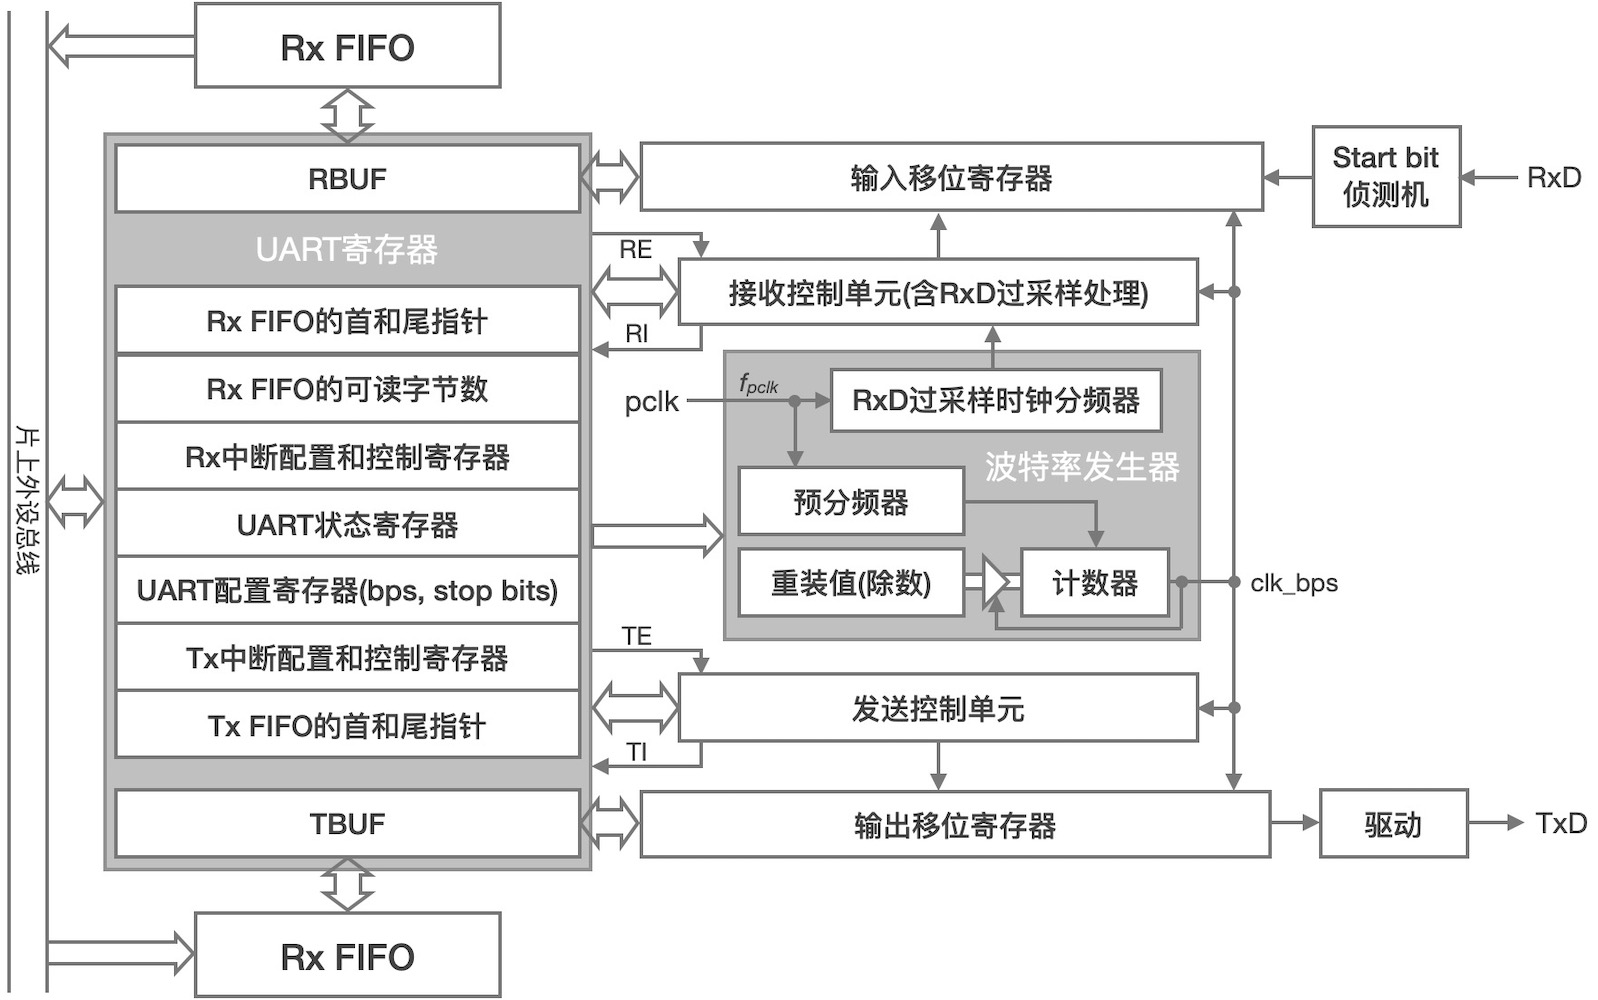 Rx FIFO
RBUF
输入移位寄存器
Start bit
侦测机
RxD
UART寄存器
RE
接收控制单元(含RxD过采样处理)
RI
Rx FIFO的首和尾指针
Rx FIFO的可读字节数
Rx中断配置和控制寄存器
UART状态寄存器
UART配置寄存器(bps, stop bits)
Tx中断配置和控制寄存器
Tx FIFO的首和尾指针
片上外设总线
pclk
fpclk
RxD过采样时钟分频器
波特率发生器
预分频器
重装值(除数)
计数器
clk_bps
TE
发送控制单元
TI
TBUF
输出移位寄存器
驱动
TxD
Rx FIFO